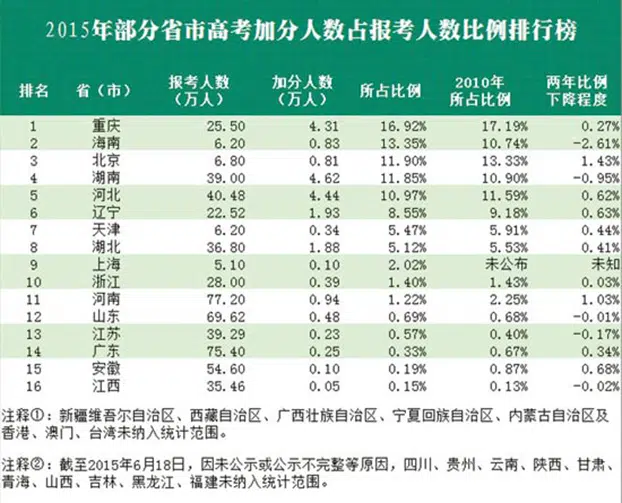 2015年部分省市高考加分人数占报考人数比例排行榜
排名 省（市） 报考人数（万人） 加分人数（万人） 所占比例 2010年所占比例 两年比例下降程度
1 重庆 25.50 4.31 16.92% 17.19% 0.27%
2 海南 6.20 0.83 13.35% 10.74% -2.61%
3 北京 6.80 0.81 11.90% 13.33% 1.43%
4 湖南 39.00 4.62 11.85% 10.90% -0.95%
5 河北 40.48 4.44 10.97% 11.59% 0.62%
6 辽宁 22.52 1.93 8.55% 9.18% 0.63%
7 天津 6.20 0.34 5.47% 5.91% 0.44%
8 湖北 36.80 1.88 5.12% 5.53% 0.41%
9 上海 5.10 0.10 2.02% 未公布 未知
10 浙江 28.00 0.39 1.40% 1.43% 0.03%
11 河南 77.20 0.94 1.22% 2.25% 1.03%
12 山东 69.62 0.48 0.69% 0.68% -0.01%
13 江苏 39.29 0.23 0.57% 0.40% -0.17%
14 广东 75.40 0.25 0.33% 0.67% 0.34%
15 安徽 54.60 0.10 0.19% 0.87% 0.68%
16 江西 35.46 0.05 0.15% 0.13% -0.02%
注释①：新疆维吾尔自治区、西藏自治区、广西壮族自治区、宁夏回族自治区、内蒙古自治区及
香港、澳门、台湾未纳入统计范围。
注释②：截至2015年6月18日，因未公示或公示不完整等原因，四川、贵州、云南、陕西、甘肃、
青海、山西、吉林、黑龙江、福建未纳入统计范围。